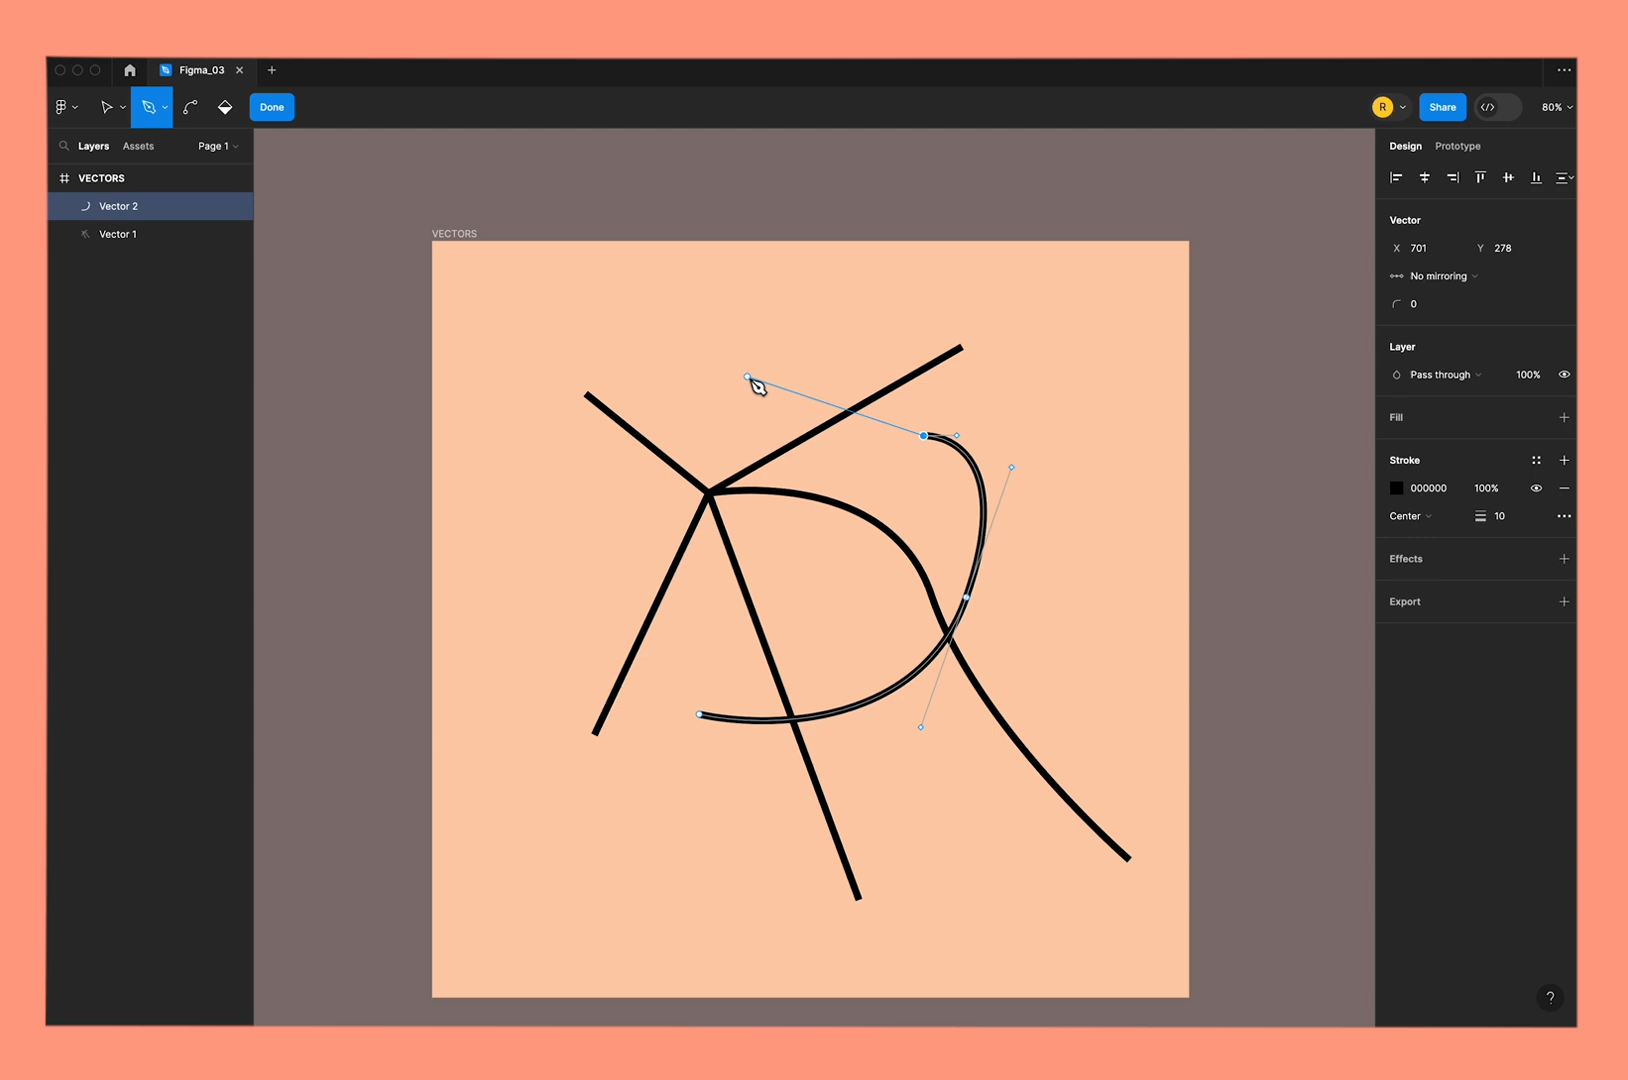 Figma_03
Done
R
Share
80%
Layers
Assets
Page 1
VECTORS
Vector 2
Vector 1
VECTORS
Design
Prototype
Vector
X 701
Y 278
No mirroring
0
Layer
Pass through
100%
Fill
Stroke
000000
100%
Center
10
Effects
Export
?